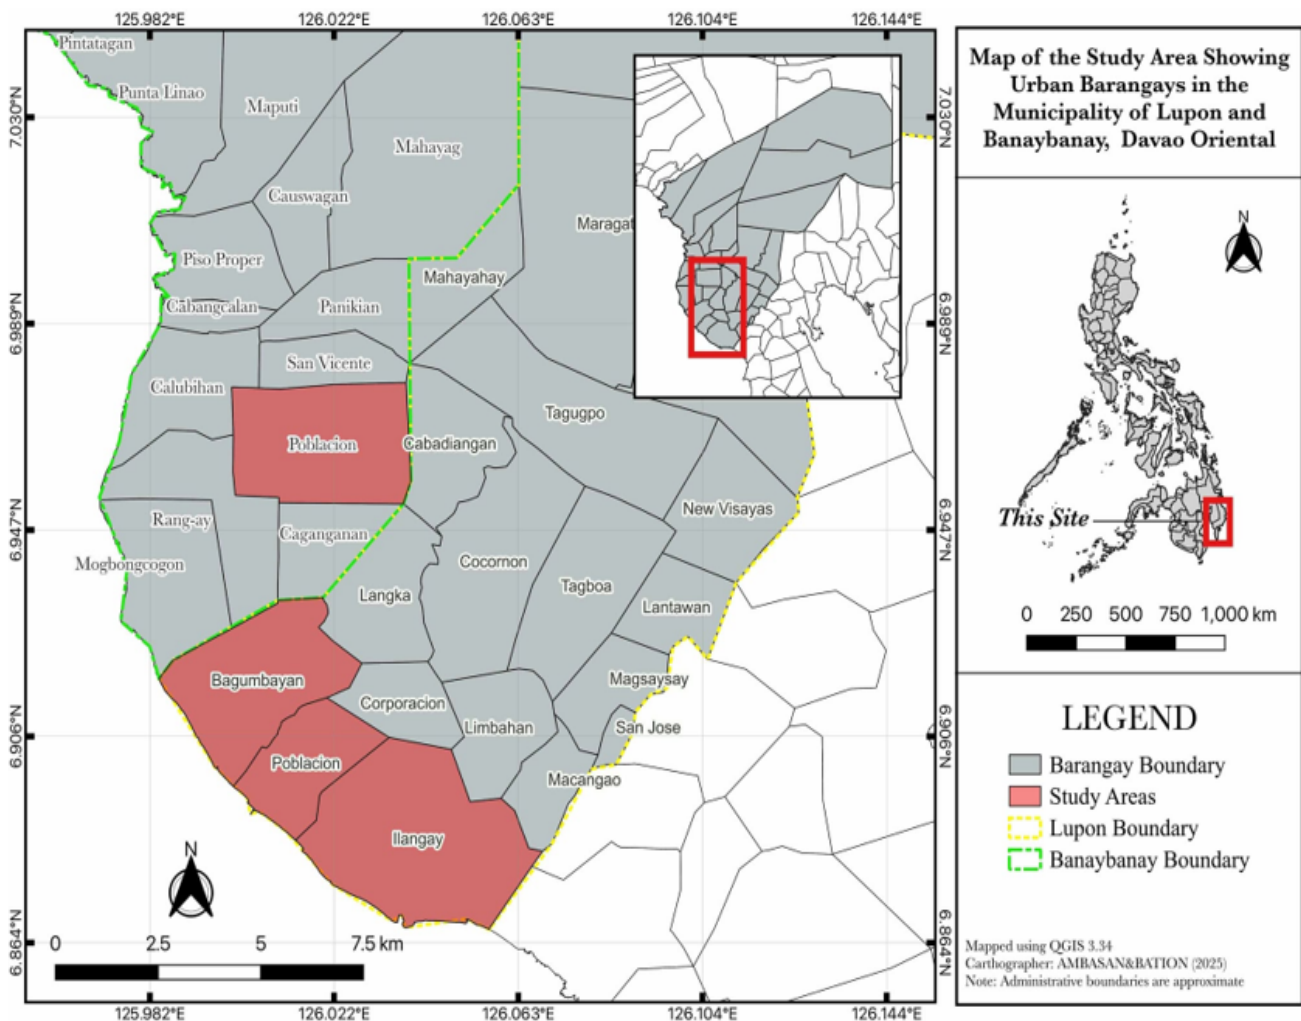 125.982°E 126.022°E 126.063°E 126.104°E 126.144°E
7.030°N
6.989°N
6.947°N
6.906°N
6.864°N
Pintatagan
Punta Linao
Maputi
Mahayag
Causwagan
Maragat
Piso Proper
Mahayahay
Cabangcalan
Panikian
San Vicente
Calubihan
Tagugpo
Poblacion
Cabadiangan
New Visayas
Rang-ay
Caganganan
Mogbongcogon
Cocornon
Tagboa
Langka
Lantawan
Bagumbayan
Magsaysay
Corporacion
Limbahan
San Jose
Poblacion
Macangao
Ilangay
N
0 2.5 5 7.5 km
7.030°N
6.989°N
6.947°N
6.906°N
6.864°N
125.982°E 126.022°E 126.063°E 126.104°E 126.144°E
Map of the Study Area Showing
Urban Barangays in the
Municipality of Lupon and
Banaybanay, Davao Oriental
N
This Site
0 250 500 750 1,000 km
LEGEND
Barangay Boundary
Study Areas
Lupon Boundary
Banaybanay Boundary
Mapped using QGIS 3.34
Carthographer: AMBASAN&BATION (2025)
Note: Administrative boundaries are approximate